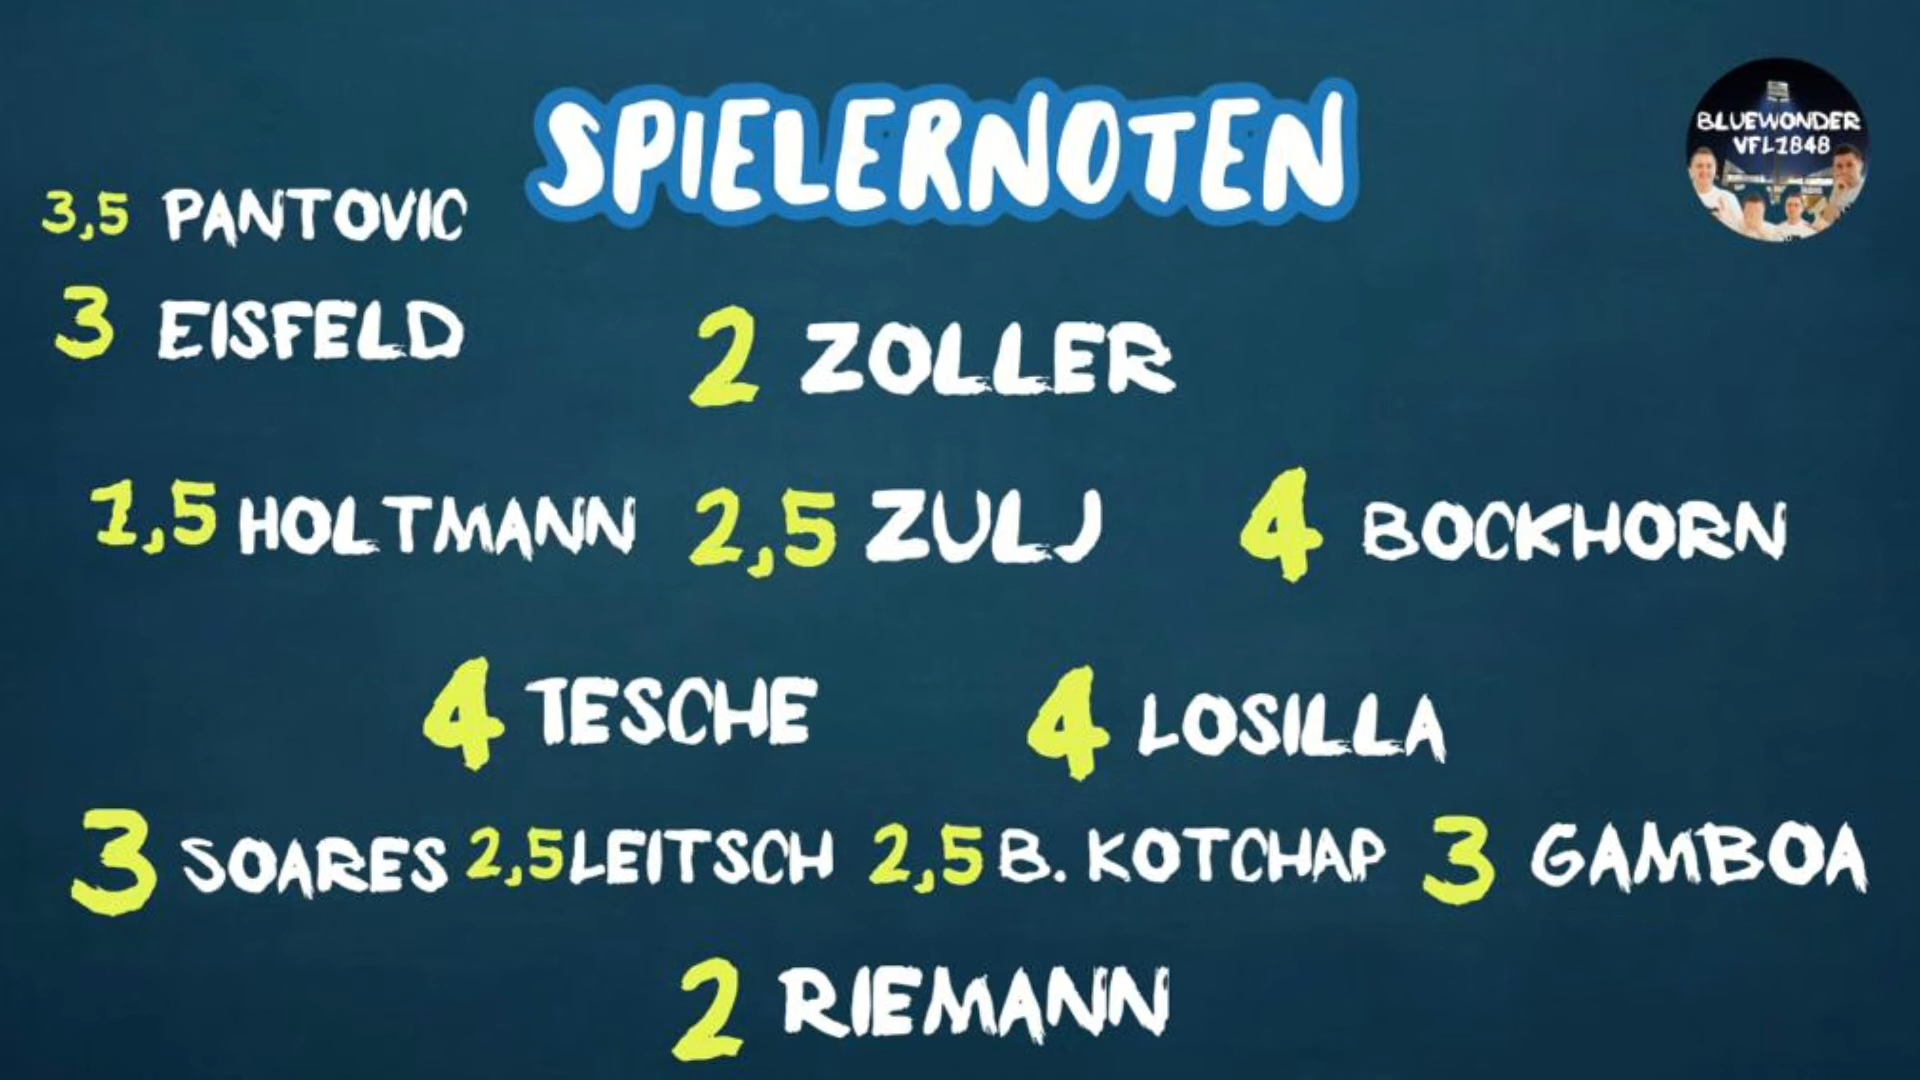 SPIELERNOTEN
BLUEWONDER
VFL1848
3,5 PANTOVIC
3 EISFELD
2 ZOLLER
1,5 HOLTMANN 2,5 ZULJ 4 BOCKHORN
4 TESCHE 4 LOSILLA
3 SOARES 2,5 LEITSCH 2,5 B. KOTCHAP 3 GAMBOA
2 RIEMANN